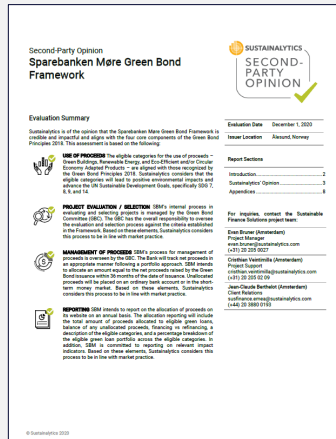 Second-Party Opinion
Sparebanken Møre Green Bond
Framework
SUSTAINALYTICS
SECOND-
PARTY
OPINION
Evaluation Summary
Sustainalytics is of the opinion that the Sparebanken Møre Green Bond Framework is
credible and impactful and aligns with the four core components of the Green Bond
Principles 2018. This assessment is based on the following:
USE OF PROCEEDS The eligible categories for the use of proceeds –
Green Buildings, Renewable Energy, and Eco-Efficient and/or Circular
Economy Adapted Products – are aligned with those recognized by
the Green Bond Principles 2018. Sustainalytics considers that the
eligible categories will lead to positive environmental impacts and
advance the UN Sustainable Development Goals, specifically SDG 7,
8, 9, and 14.
PROJECT EVALUATION / SELECTION SBM's internal process in
evaluating and selecting projects is managed by the Green Bond
Committee (GBC). The GBC has the overall responsibility to oversee
the evaluation and selection process against the criteria established
in the Framework. Based on these elements, Sustainalytics considers
this process to be in line with market practice.
MANAGEMENT OF PROCEEDS SBM's process for management of
proceeds is overseen by the GBC. The Bank will track net proceeds in
an appropriate manner following a portfolio approach. SBM intends
to allocate an amount equal to the net proceeds raised by the Green
Bond issuance within 36 months of the date of issuance. Unallocated
proceeds will be placed on an ordinary bank account or in the short-
term money market. Based on these elements, Sustainalytics
considers this process to be in line with market practice.
REPORTING SBM intends to report on the allocation of proceeds on
its website on an annual basis. The allocation reporting will include
the total amount of proceeds allocated to eligible green loans,
balance of any unallocated proceeds, financing vs refinancing, a
description of the eligible categories, and a percentage breakdown of
the eligible green loan portfolio across the eligible categories. In
addition, SBM is committed to reporting on relevant impact
indicators. Based on these elements, Sustainalytics considers this
process to be in line with market practice.
Evaluation Date December 1, 2020
Issuer Location Alesund, Norway
Report Sections
Introduction 2
Sustainalytics' Opinion 3
Appendices 8
For inquiries, contact the Sustainable
Finance Solutions project team:
Evan Bruner (Amsterdam)
Project Manager
evan.bruner@sustainalytics.com
(+31) 20 205 0027
Cristhian Veintimilla (Amsterdam)
Project Support
cristhian.veintimilla@sustainalytics.com
(+31) 20 205 02 09
Jean-Claude Berthelot (Amsterdam)
Client Relations
susfinance.emea@sustainalytics.com
(+44) 20 3880 0193
© Sustainalytics 2020